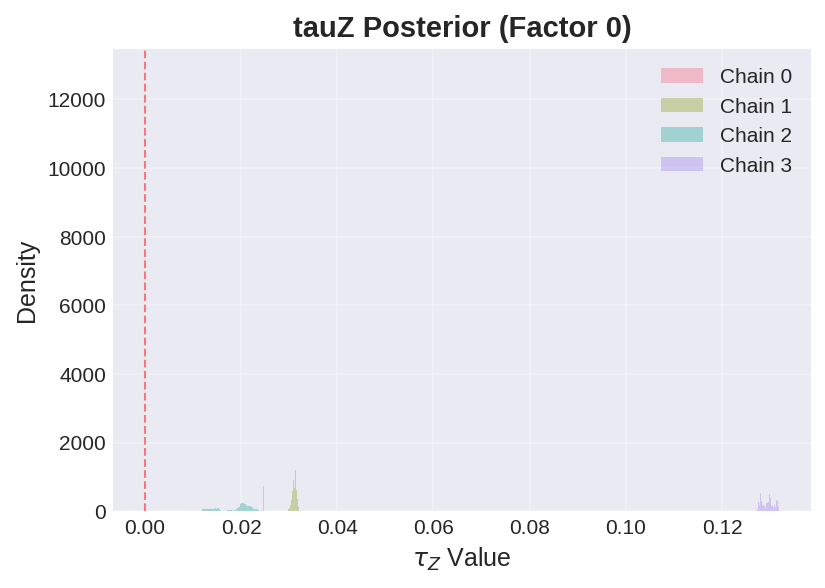 tauZ Posterior (Factor 0)
Chain 0
Chain 1
Chain 2
Chain 3
Density
12000
10000
8000
6000
4000
2000
0
0.00 0.02 0.04 0.06 0.08 0.10 0.12
τZ Value